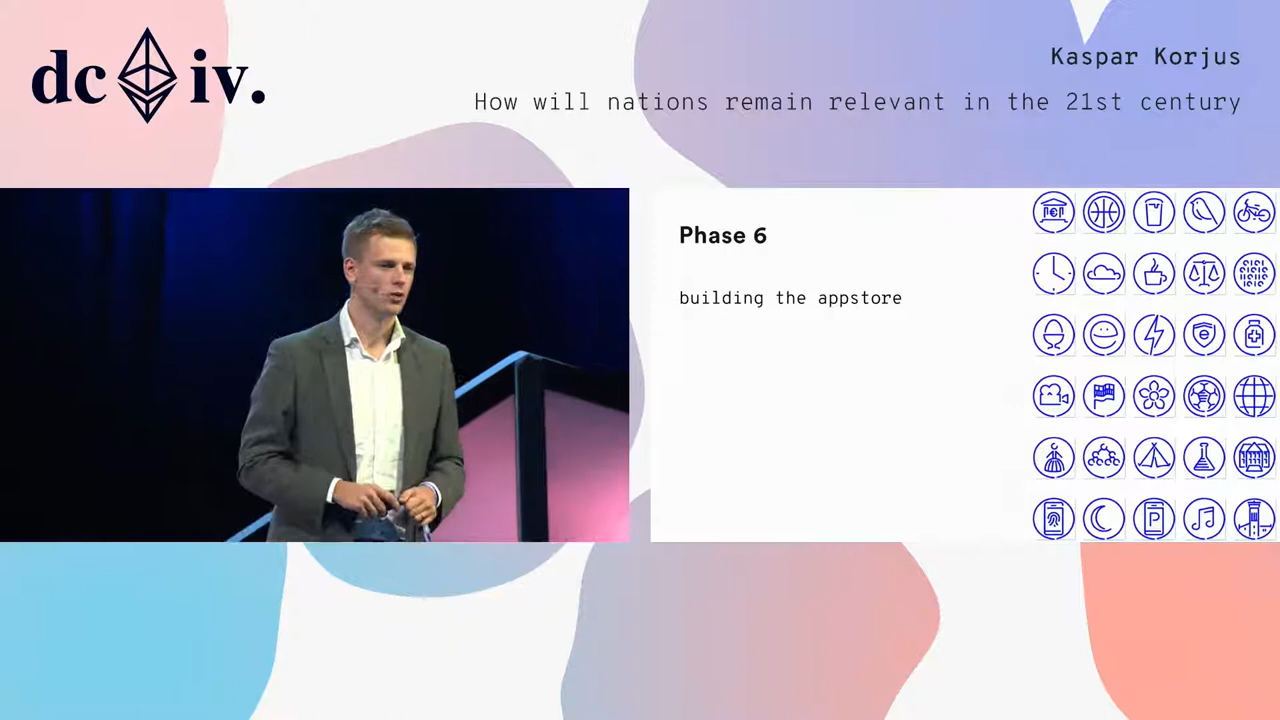 dc iv.
Kaspar Korjus
How will nations remain relevant in the 21st century
Phase 6
building the appstore